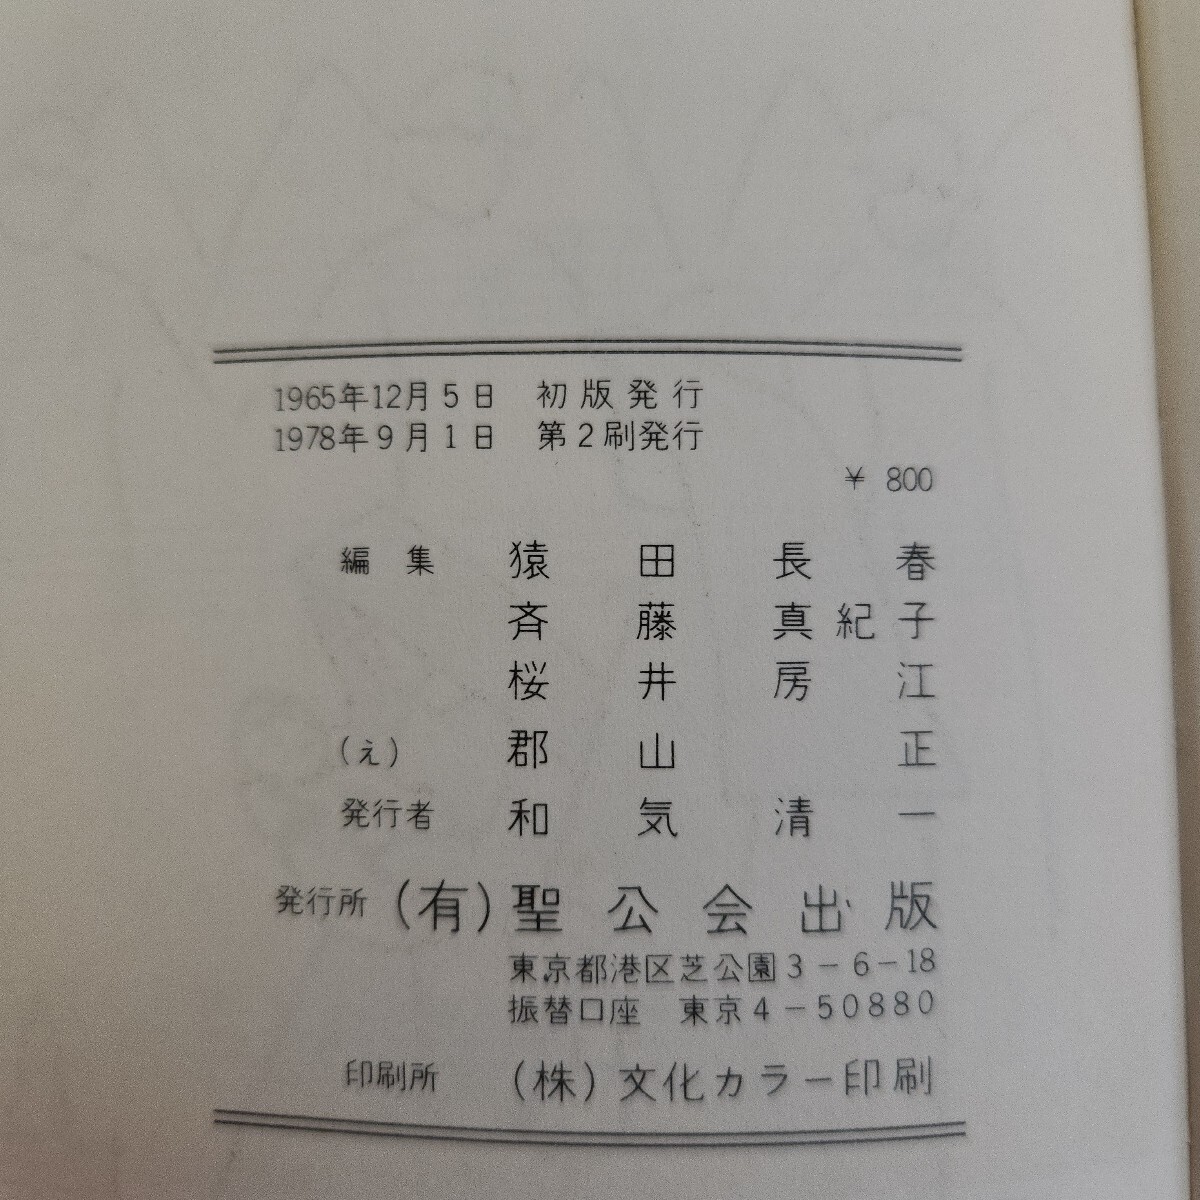 1965年12月5日 初版発行
1978年9月1日 第2刷発行
¥ 800
編集 猿田長春
斉藤真紀子
桜井房江
(え) 郡山正
発行者 和気清一
発行所 (有)聖公会出版
東京都港区芝公園3-6-18
振替口座 東京4-50880
印刷所 (株)文化カラー印刷